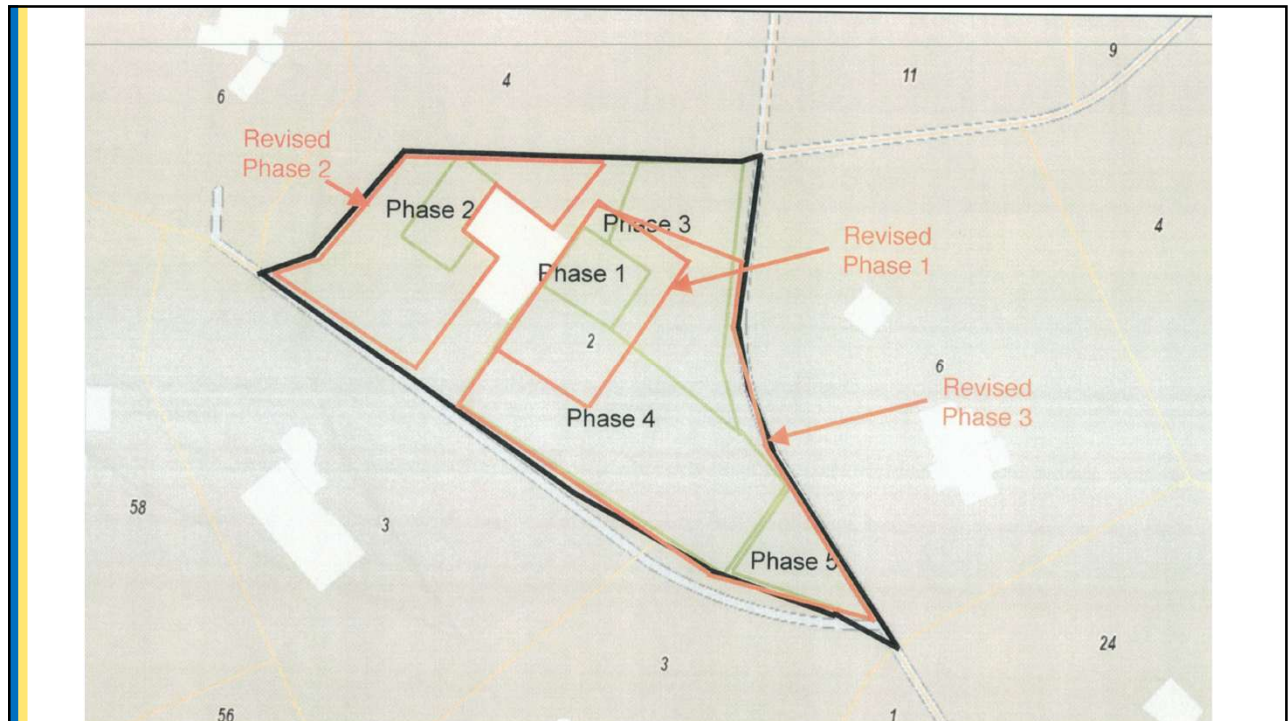 9
11
4
6
Revised
Phase 2
Phase 2
Phase 3
4
Revised
Phase 1
Phase 1
2
6
Revised
Phase 3
Phase 4
58
3
Phase 5
24
3
56
1